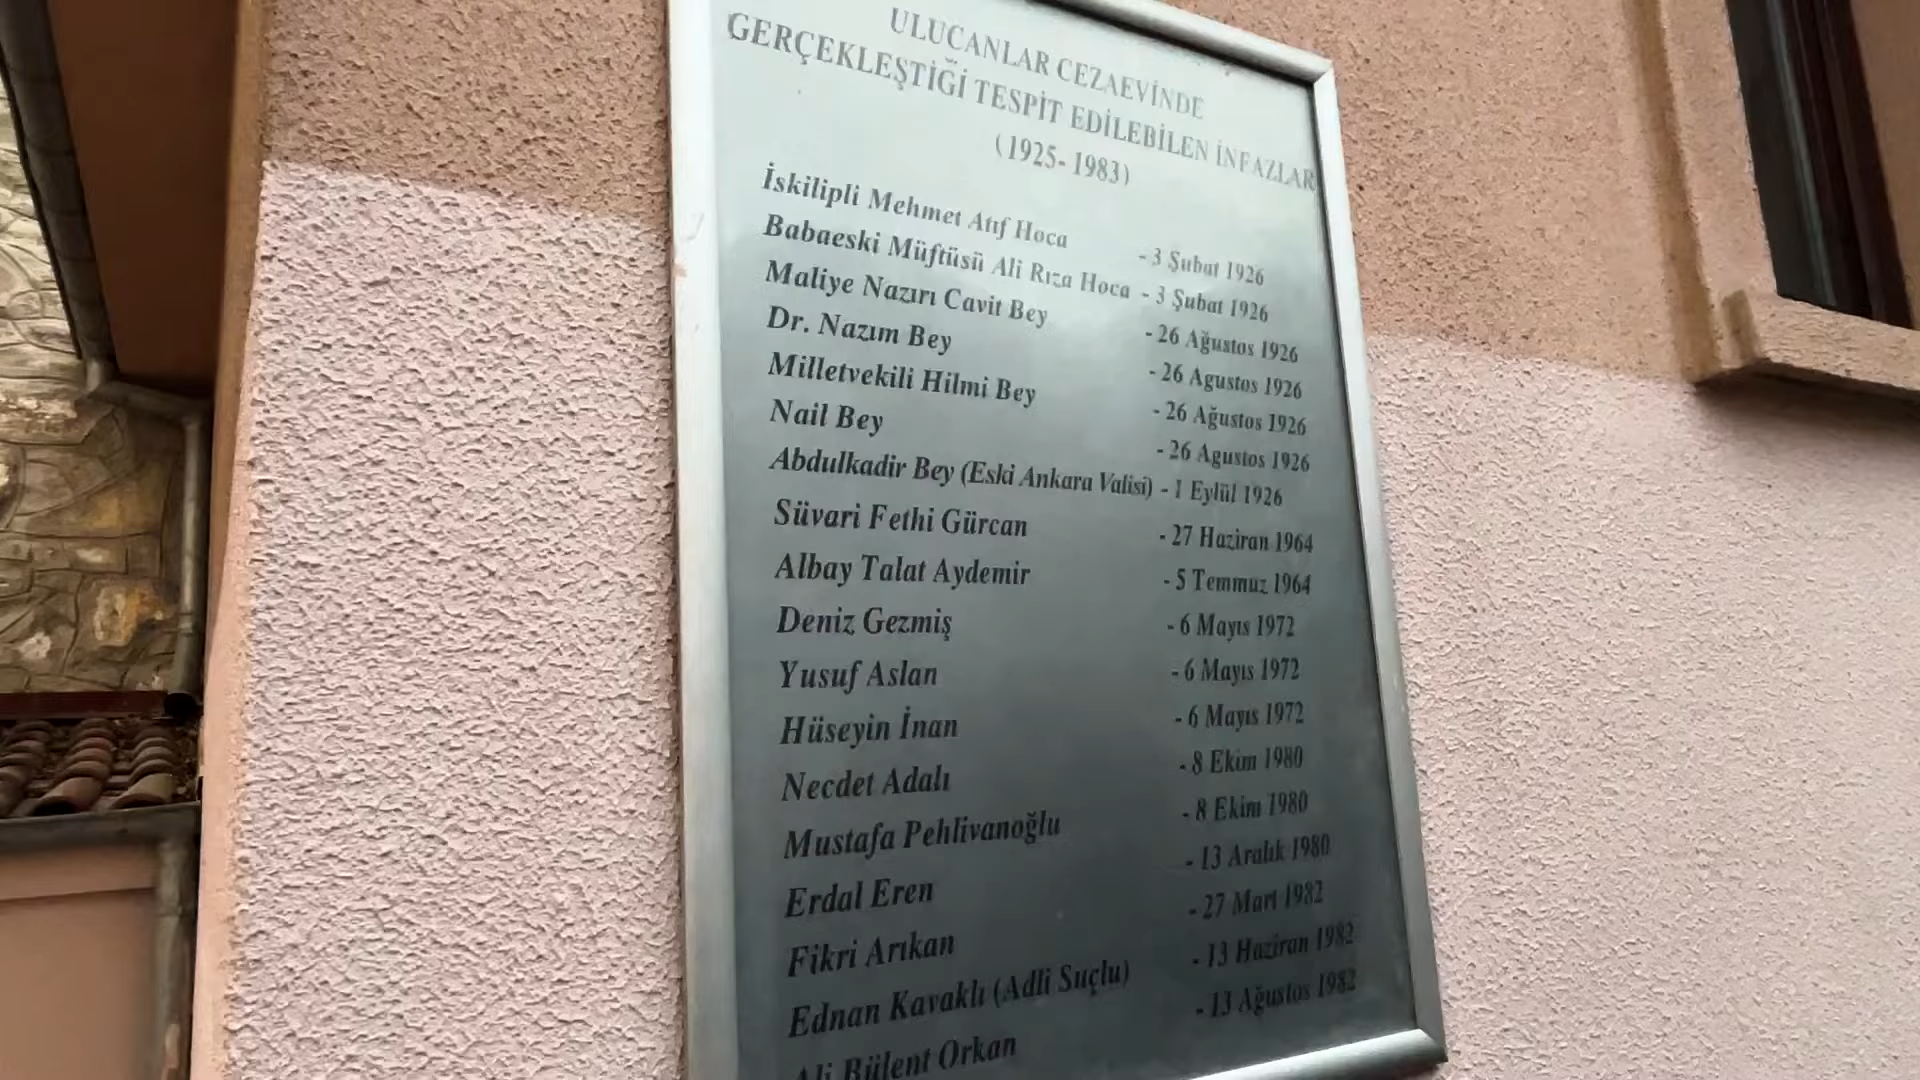 ULUCANLAR CEZAEVİNDE
GERÇEKLEŞTİĞİ TESPİT EDİLEBİLEN İNFAZLAR
(1925-1983)
İskilipli Mehmet Atıf Hoca - 3 Şubat 1926
Babaeski Müftüsü Ali Rıza Hoca - 3 Şubat 1926
Maliye Nazırı Cavit Bey - 26 Ağustos 1926
Dr. Nazım Bey - 26 Agustos 1926
Milletvekili Hilmi Bey - 26 Ağustos 1926
Nail Bey - 26 Agustos 1926
Abdulkadir Bey (Eski Ankara Valisi) - 1 Eylül 1926
Süvari Fethi Gürcan - 27 Haziran 1964
Albay Talat Aydemir - 5 Temmuz 1964
Deniz Gezmiş - 6 Mayıs 1972
Yusuf Aslan - 6 Mayıs 1972
Hüseyin İnan - 6 Mayıs 1972
Necdet Adalı - 8 Ekim 1980
Mustafa Pehlivanoğlu - 8 Ekim 1980
Erdal Eren - 13 Aralık 1980
Fikri Arıkan - 27 Mart 1982
Ednan Kavaklı (Adli Suçlu) - 13 Haziran 1982
Ali Bülent Orkan - 13 Ağustos 1982